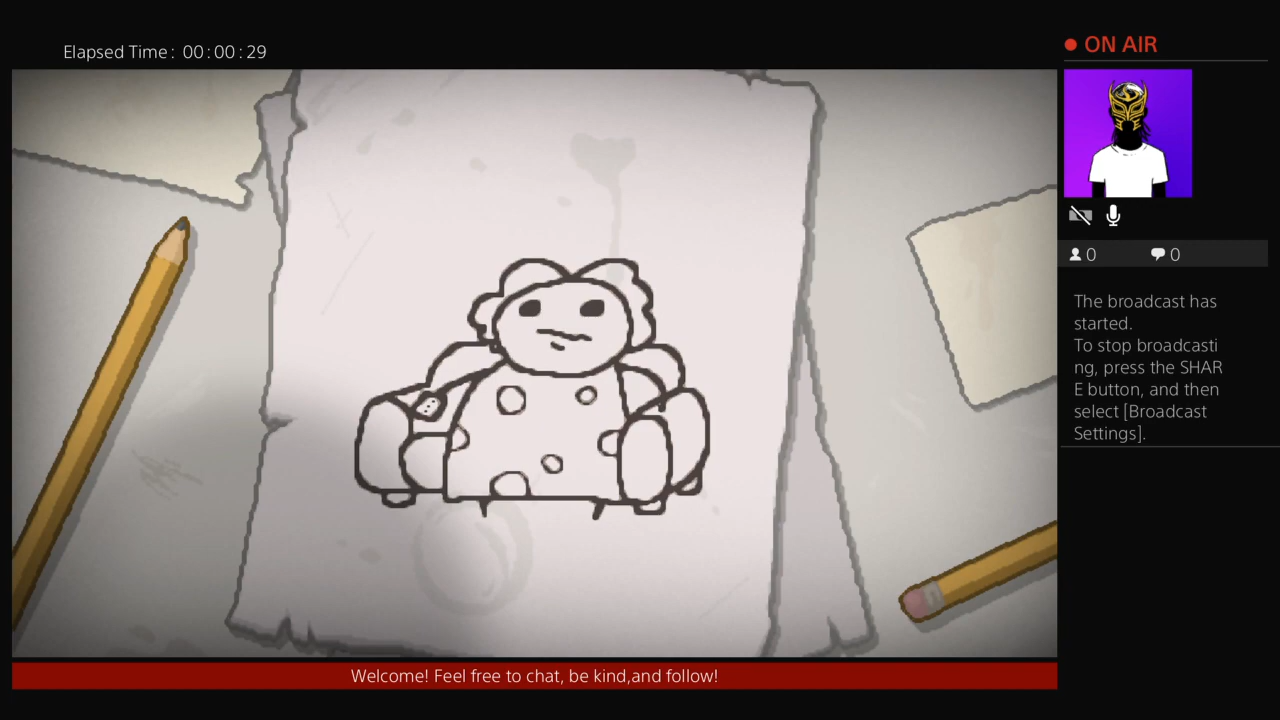 Elapsed Time: 00:00:29
ON AIR
0 0
The broadcast has
started.
To stop broadcasti
ng, press the SHAR
E button, and then
select [Broadcast
Settings].
Welcome! Feel free to chat, be kind,and follow!